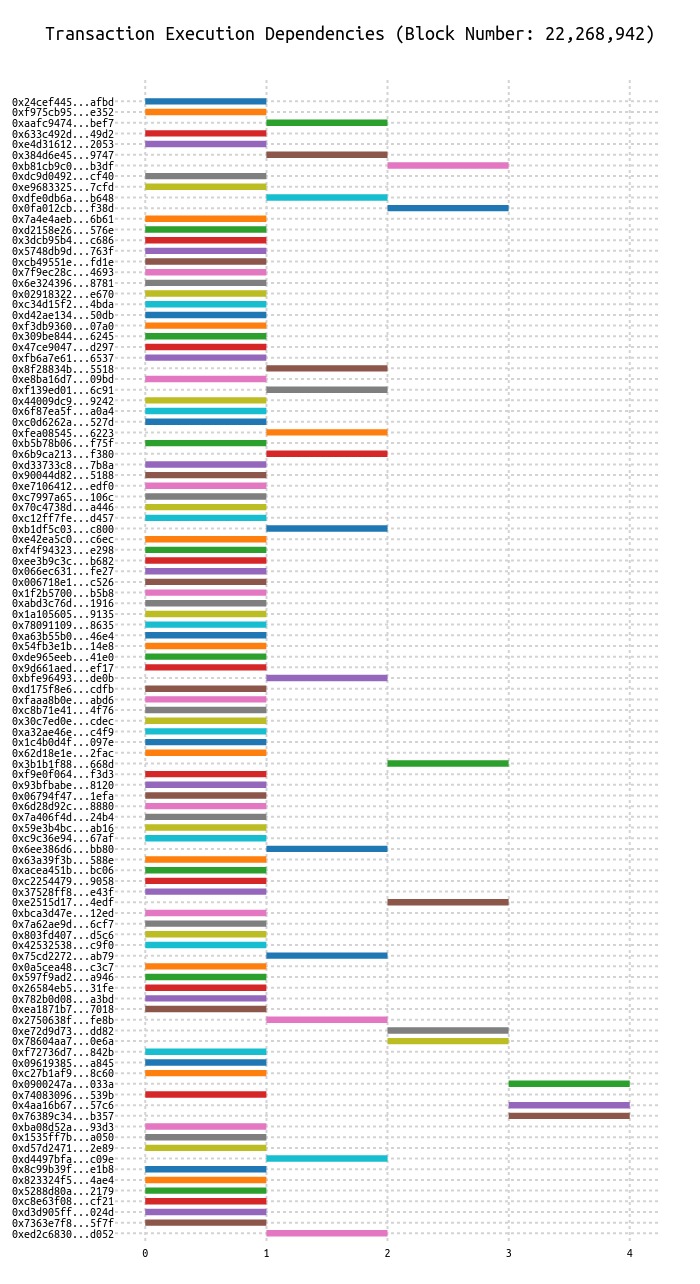 Transaction Execution Dependencies (Block Number: 22,268,942)
0x24cef445...afbd
0xf975cb95...e352
0xaafc9474...bef7
0x633c492d...49d2
0xe4d31612...2053
0x384d6e45...9747
0xb81cb9c0...b3df
0xdc9d0492...cf40
0xe9683325...7cfd
0xdfe0db6a...b648
0x0fa012cb...f38d
0x7a4e4aeb...6b61
0xd2158e26...576e
0x3dcb95b4...c686
0x5748db9d...763f
0xcb49551e...fd1e
0x7f9ec28c...4693
0x6e324396...8781
0x02918322...e670
0xc34d15f2...4bda
0xd42ae134...50db
0xf3db9360...07a0
0x309be844...6245
0x47ce9047...d297
0xfb6a7e61...6537
0x8f28834b...5518
0xe8ba16d7...09bd
0xf139ed01...6c91
0x44009dc9...9242
0x6f87ea5f...a0a4
0xc0d6262a...527d
0xfea08545...6223
0xb5b78b06...f75f
0x6b9ca213...f380
0xd33733c8...7b8a
0x90044d82...5188
0xe7106412...edf0
0xc7997a65...106c
0x70c4738d...a446
0xc12ff7fe...d457
0xb1df5c03...c800
0xe42ea5c0...c6ec
0xf4f94323...e298
0xee3b9c3c...b682
0x066ec631...fe27
0x006718e1...c526
0x1f2b5700...b5b8
0xabd3c76d...1916
0x1a105605...9135
0x78091109...8635
0xa63b55b0...46e4
0x54fb3e1b...14e8
0xde965eeb...41e0
0x9d661aed...ef17
0xbfe96493...de0b
0xd175f8e6...cdfb
0xfaaa8b0e...abd6
0xc8b71e41...4f76
0x30c7ed0e...cdec
0xa32ae46e...c4f9
0x1c4b0d4f...097e
0x62d18e1e...2fac
0x3b1b1f88...668d
0xf9e0f064...f3d3
0x93bfbabe...8120
0x06794f47...1efa
0x6d28d92c...8880
0x7a406f4d...24b4
0x59e3b4bc...ab16
0xc9c36e94...67af
0x6ee386d6...bb80
0x63a39f3b...588e
0xacea451b...bc06
0xc2254479...9058
0x37528ff8...e43f
0xe2515d17...4edf
0xbca3d47e...12ed
0x7a62ae9d...6cf7
0x803fd407...d5c6
0x42532538...c9f0
0x75cd2272...ab79
0x0a5cea48...c3c7
0x597f9ad2...a946
0x26584eb5...31fe
0x782b0d08...a3bd
0xea1871b7...7018
0x2750638f...fe8b
0xe72d9d73...dd82
0x78604aa7...0e6a
0xf72736d7...842b
0x09619385...a845
0xc27b1af9...8c60
0x0900247a...033a
0x74083096...539b
0x4aa16b67...57c6
0x76389c34...b357
0xba08d52a...93d3
0x1535ff7b...a050
0xd57d2471...2e89
0xd4497bfa...c09e
0x8c99b39f...e1b8
0x823324f5...4ae4
0x5288d80a...2179
0xc8e63f08...cf21
0xd3d905ff...024d
0x7363e7f8...5f7f
0xed2c6830...d052
0 1 2 3 4